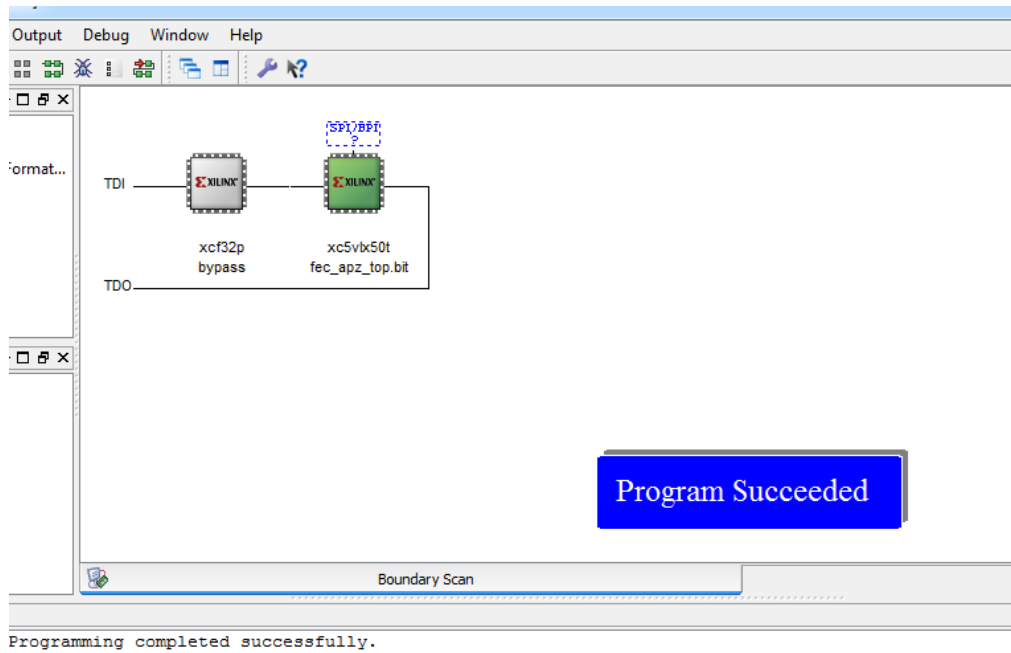 Output Debug Window Help
Format...
SPI/BPI
?
TDI
XILINX
XILINX
xcf32p
bypass
xc5vlx50t
fec_apz_top.bit
TDO
Program Succeeded
Boundary Scan
Programming completed successfully.